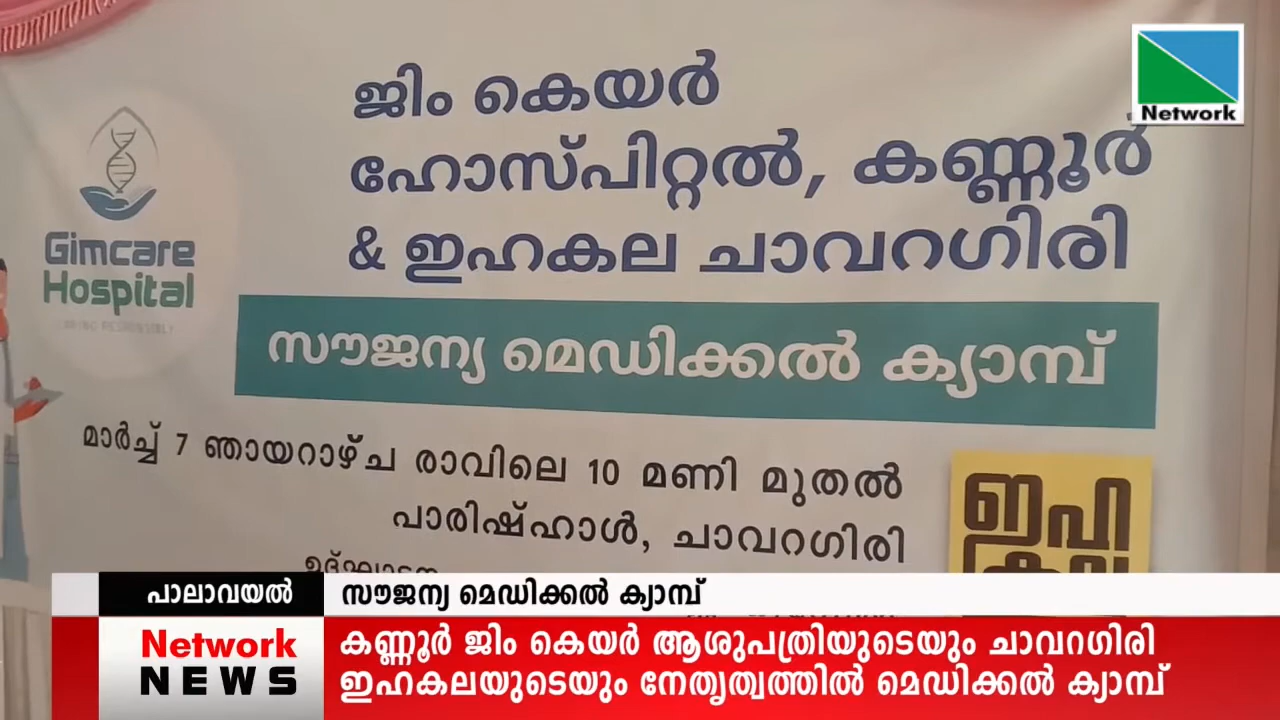 Network
ജിം കെയർ
ഹോസ്പിറ്റൽ, കണ്ണൂർ
& ഇഹകല ചാവറഗിരി
Gimcare
Hospital
സൗജന്യ മെഡിക്കൽ ക്യാമ്പ്
മാർച്ച് 7 ഞായറാഴ്ച രാവിലെ 10 മണി മുതൽ
പാരിഷ്ഹാൾ, ചാവറഗിരി
ഇഹ
പാലാവയൽ
സൗജന്യ മെഡിക്കൽ ക്യാമ്പ്
Network
NEWS
കണ്ണൂർ ജിം കെയർ ആശുപത്രിയുടെയും ചാവറഗിരി
ഇഹകലയുടെയും നേതൃത്വത്തിൽ മെഡിക്കൽ ക്യാമ്പ്